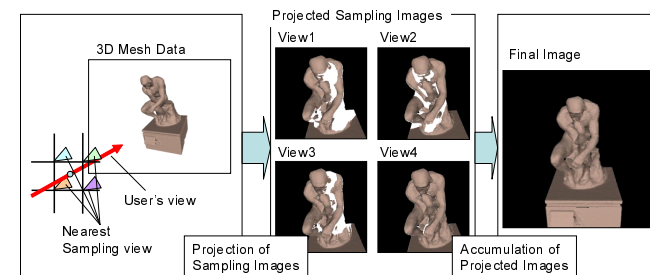 3D Mesh Data
User's view
Nearest
Sampling view
Projection of
Sampling Images
Projected Sampling Images
View1
View2
View3
View4
Accumulation of
Projected Images
Final Image